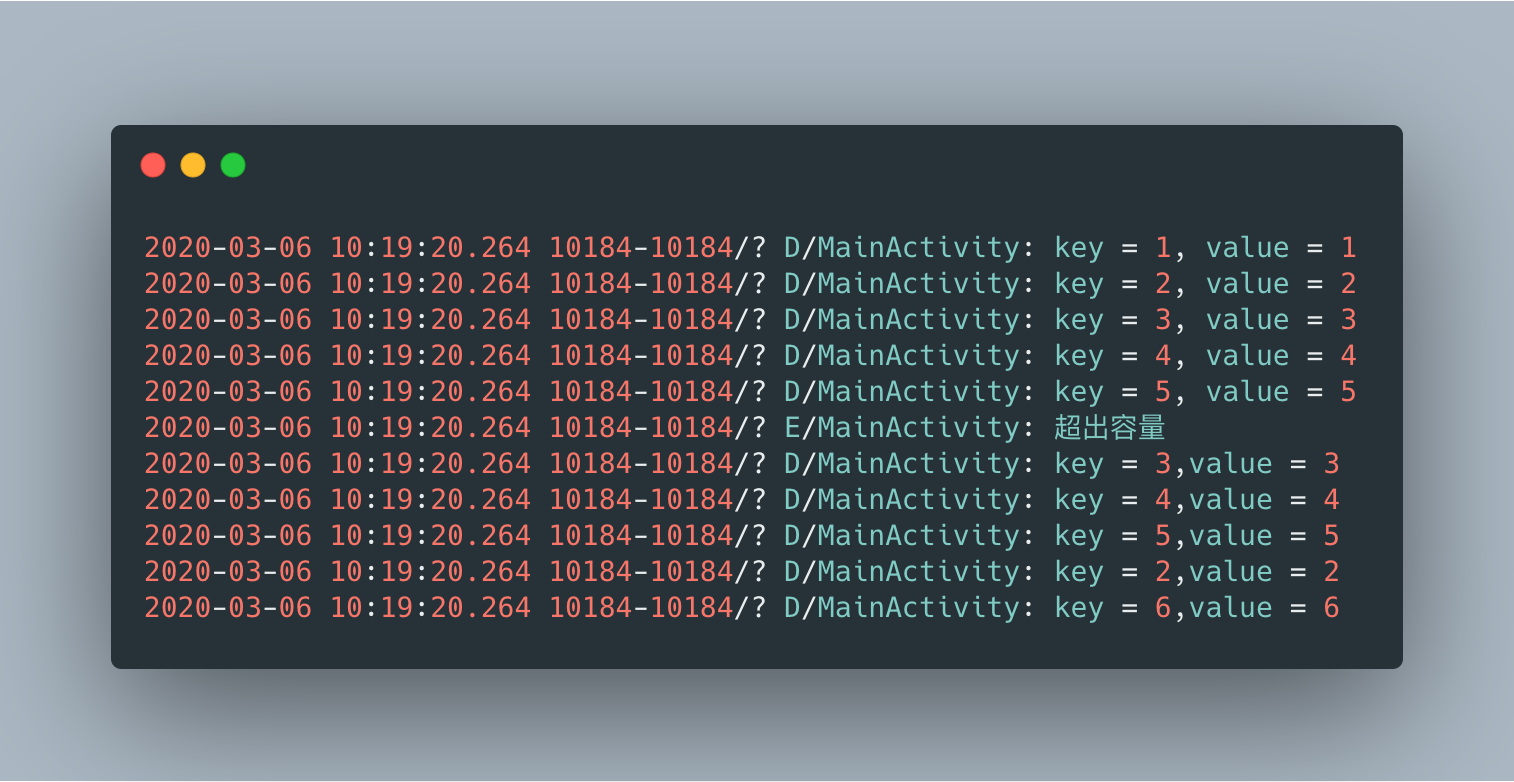 2020-03-06 10:19:20.264 10184-10184/? D/MainActivity: key = 1, value = 1
2020-03-06 10:19:20.264 10184-10184/? D/MainActivity: key = 2, value = 2
2020-03-06 10:19:20.264 10184-10184/? D/MainActivity: key = 3, value = 3
2020-03-06 10:19:20.264 10184-10184/? D/MainActivity: key = 4, value = 4
2020-03-06 10:19:20.264 10184-10184/? D/MainActivity: key = 5, value = 5
2020-03-06 10:19:20.264 10184-10184/? E/MainActivity: 超出容量
2020-03-06 10:19:20.264 10184-10184/? D/MainActivity: key = 3,value = 3
2020-03-06 10:19:20.264 10184-10184/? D/MainActivity: key = 4,value = 4
2020-03-06 10:19:20.264 10184-10184/? D/MainActivity: key = 5,value = 5
2020-03-06 10:19:20.264 10184-10184/? D/MainActivity: key = 2,value = 2
2020-03-06 10:19:20.264 10184-10184/? D/MainActivity: key = 6,value = 6